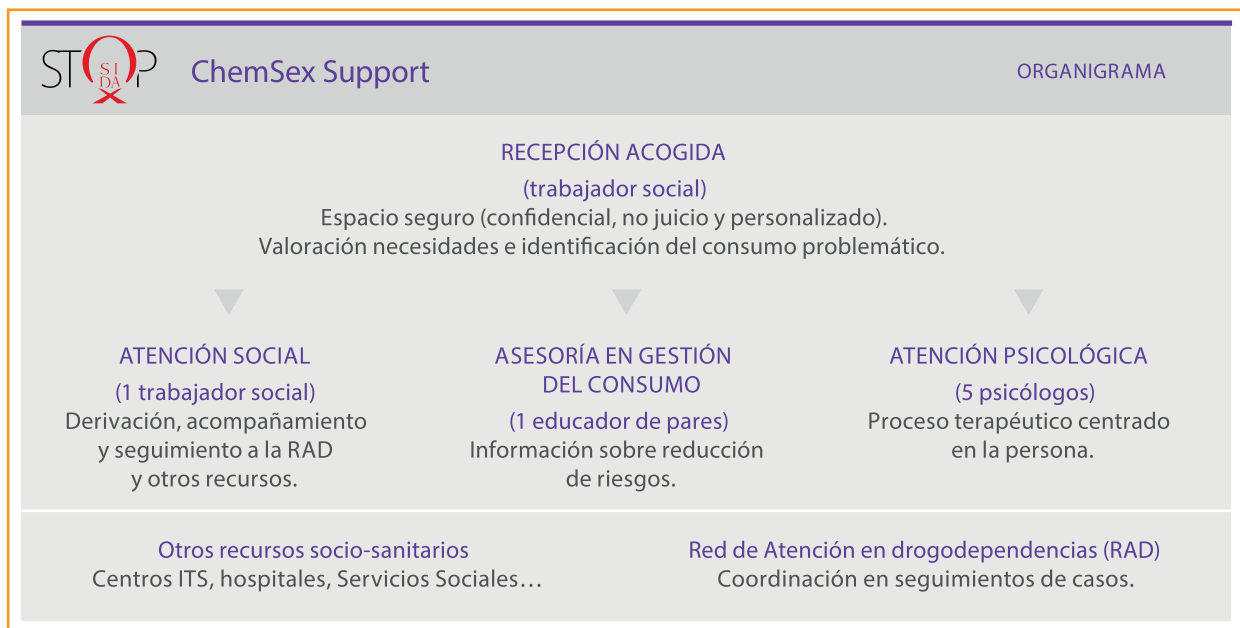 STOP
SI
DA
ChemSex Support
ORGANIGRAMA
RECEPCIÓN ACOGIDA
(trabajador social)
Espacio seguro (confidencial, no juicio y personalizado).
Valoración necesidades e identificación del consumo problemático.
ATENCIÓN SOCIAL
(1 trabajador social)
Derivación, acompañamiento
y seguimiento a la RAD
y otros recursos.
ASESORÍA EN GESTIÓN
DEL CONSUMO
(1 educador de pares)
Información sobre reducción
de riesgos.
ATENCIÓN PSICOLÓGICA
(5 psicólogos)
Proceso terapéutico centrado
en la persona.
Otros recursos socio-sanitarios
Centros ITS, hospitales, Servicios Sociales…
Red de Atención en drogodependencias (RAD)
Coordinación en seguimientos de casos.